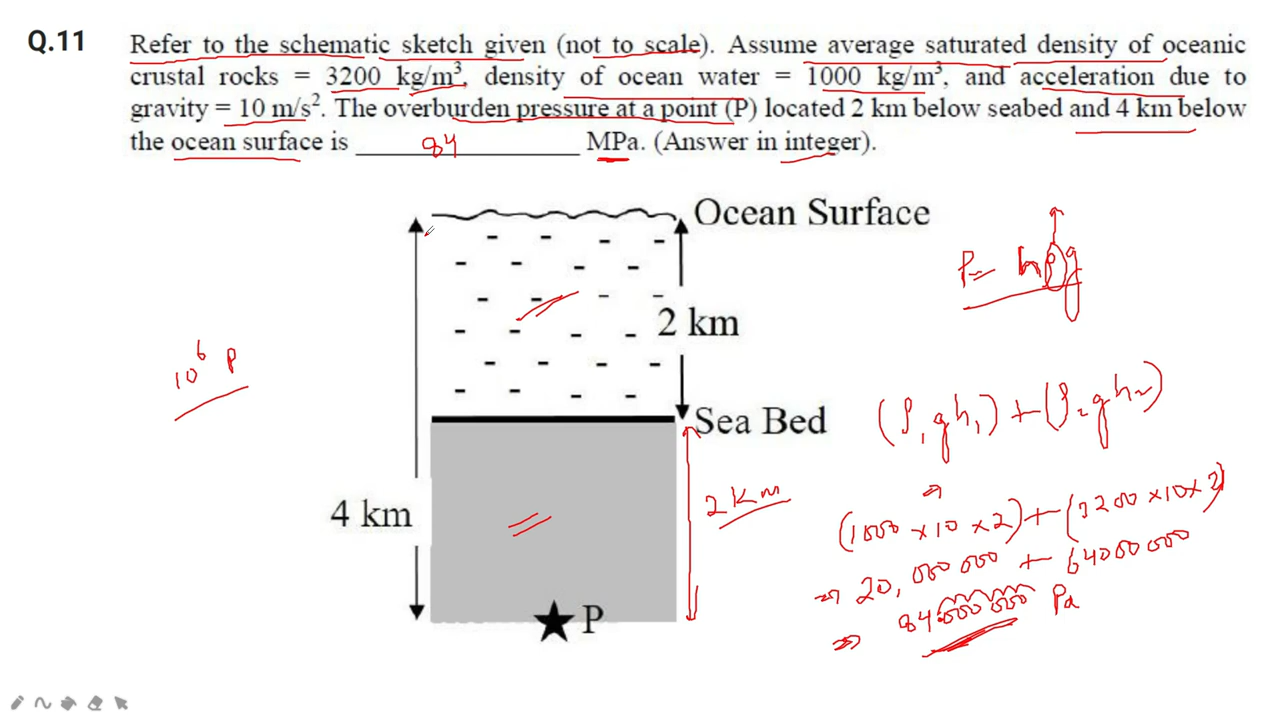 Q.11 Refer to the schematic sketch given (not to scale). Assume average saturated density of oceanic
crustal rocks = 3200 kg/m³, density of ocean water = 1000 kg/m³, and acceleration due to
gravity = 10 m/s². The overburden pressure at a point (P) located 2 km below seabed and 4 km below
the ocean surface is ____84____ MPa. (Answer in integer).
Ocean Surface
P = hρg
2 km
10⁶ P
Sea Bed
(ρ₁gh₁)+(ρ₂gh₂)
2 Km
4 km
(1000 × 10 × 2)+(3200 ×10×2)
⇒ 20,000 000 + 64000 000
⇒ 84.000 000 Pa
P